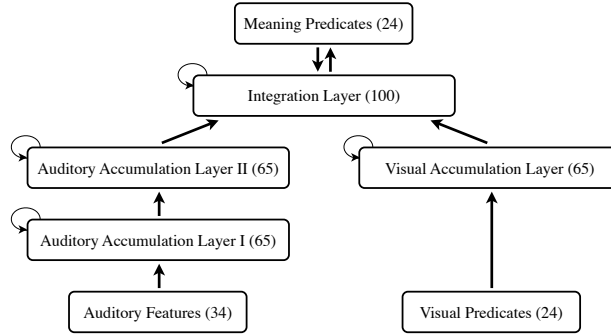 Meaning Predicates (24)
Integration Layer (100)
Auditory Accumulation Layer II (65)
Visual Accumulation Layer (65)
Auditory Accumulation Layer I (65)
Auditory Features (34)
Visual Predicates (24)